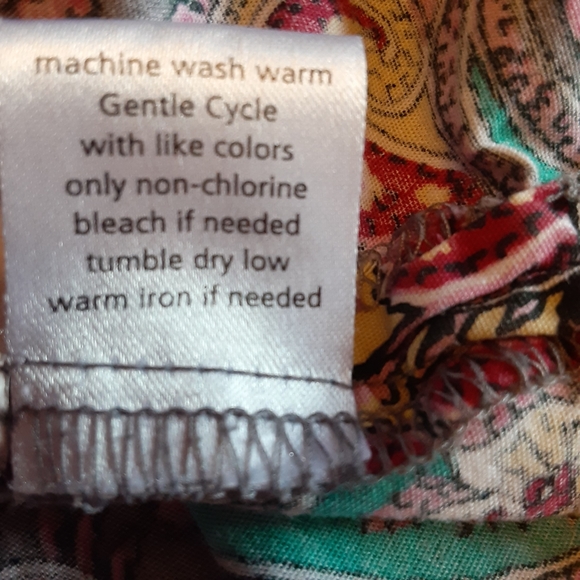 machine wash warm
Gentle Cycle
with like colors
only non-chlorine
bleach if needed
tumble dry low
warm iron if needed